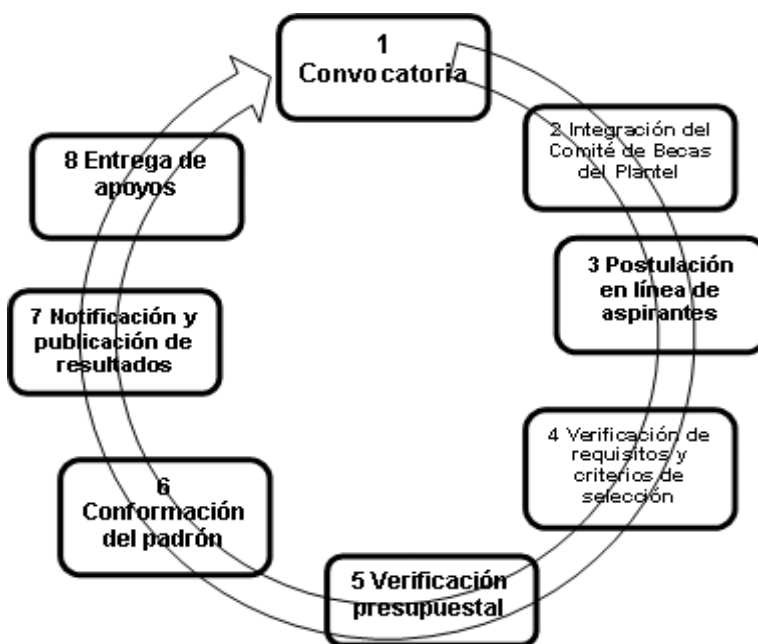 1
Convocatoria
2 Integración del
Comité de Becas
del Plantel
3 Postulación
en línea de
aspirantes
4 Verificación de
requisitos y
criterios de
selección
5 Verificación
presupuestal
6
Conformación
del padrón
7 Notificación y
publicación de
resultados
8 Entrega de
apoyos